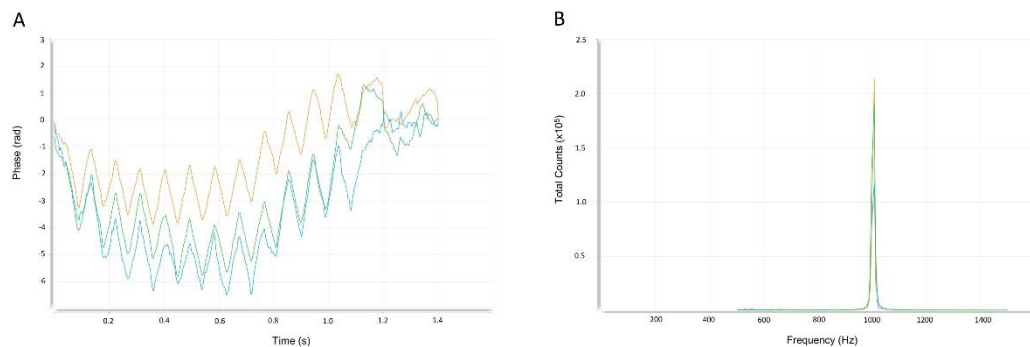 A
3
2
1
0
-1
-2
-3
-4
-5
-6
Phase (rad)
0.2 0.4 0.6 0.8 1.0 1.2 1.4
Time (s)
B
2.5
2.0
1.5
1.0
0.5
Total Counts (x10⁵)
200 400 600 800 1000 1200 1400
Frequency (Hz)